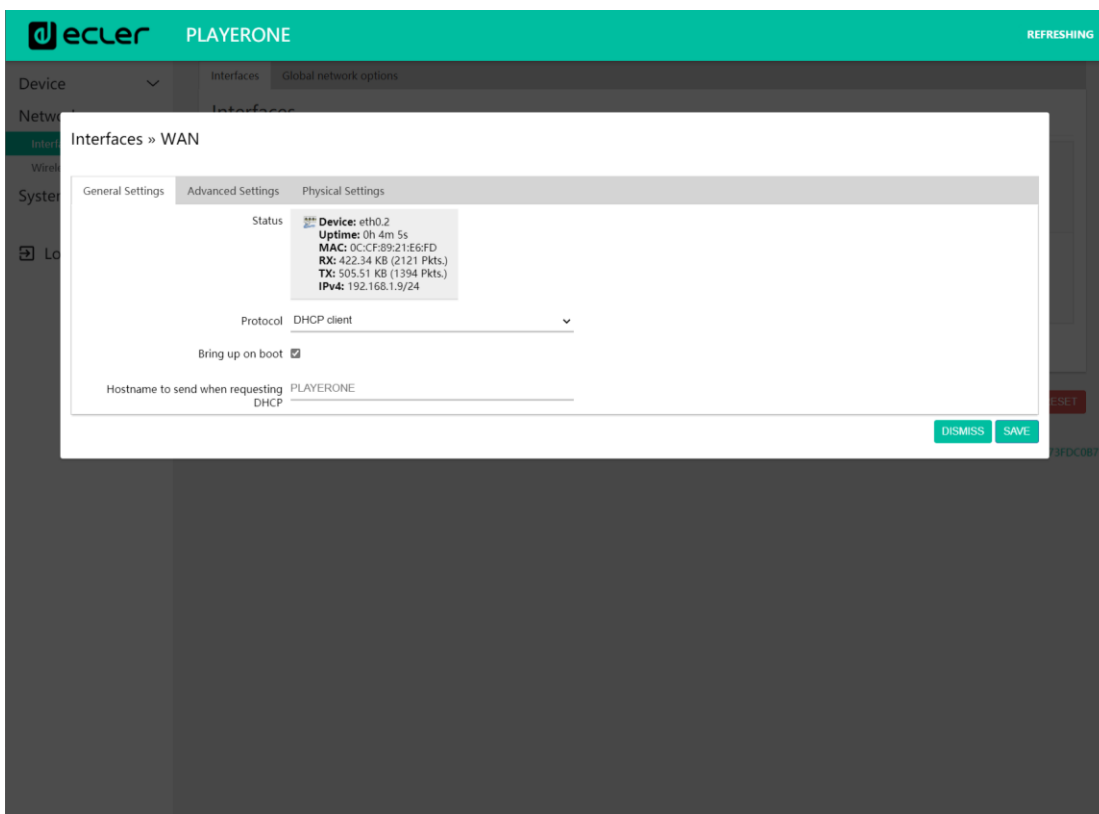 ecler PLAYERONE REFRESHING
Device
Interfaces Global network options
Interfaces
Interfaces » WAN
General Settings Advanced Settings Physical Settings
Status
Device: eth0.2
Uptime: 0h 4m 5s
MAC: 0C:CF:89:21:E6:FD
RX: 422.34 KB (2121 Pkts.)
TX: 505.51 KB (1394 Pkts.)
IPv4: 192.168.1.9/24
Protocol DHCP client
Bring up on boot
Hostname to send when requesting PLAYERONE
DHCP
DISMISS SAVE